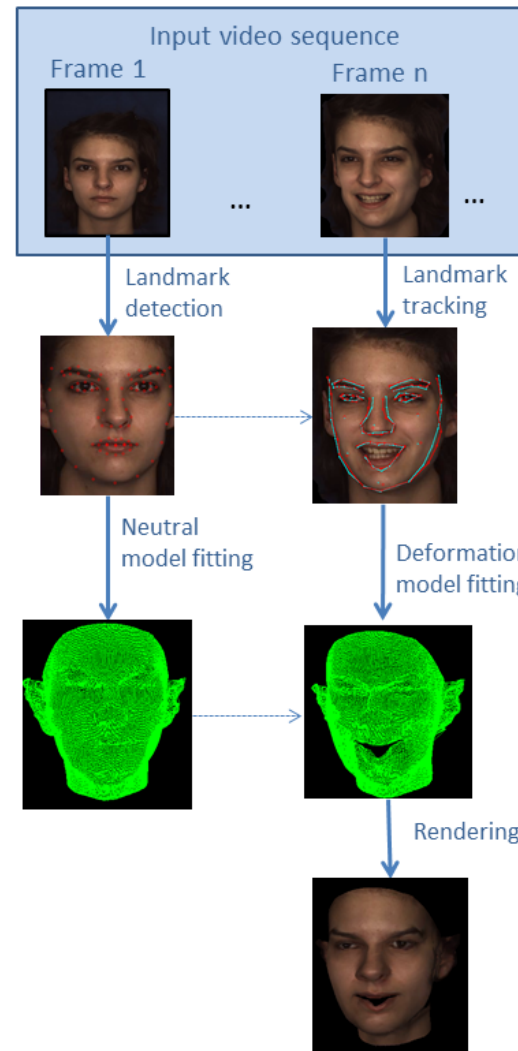 Input video sequence
Frame 1
Frame n
...
...
Landmark
detection
Landmark
tracking
Neutral
model fitting
Deformation
model fitting
Rendering